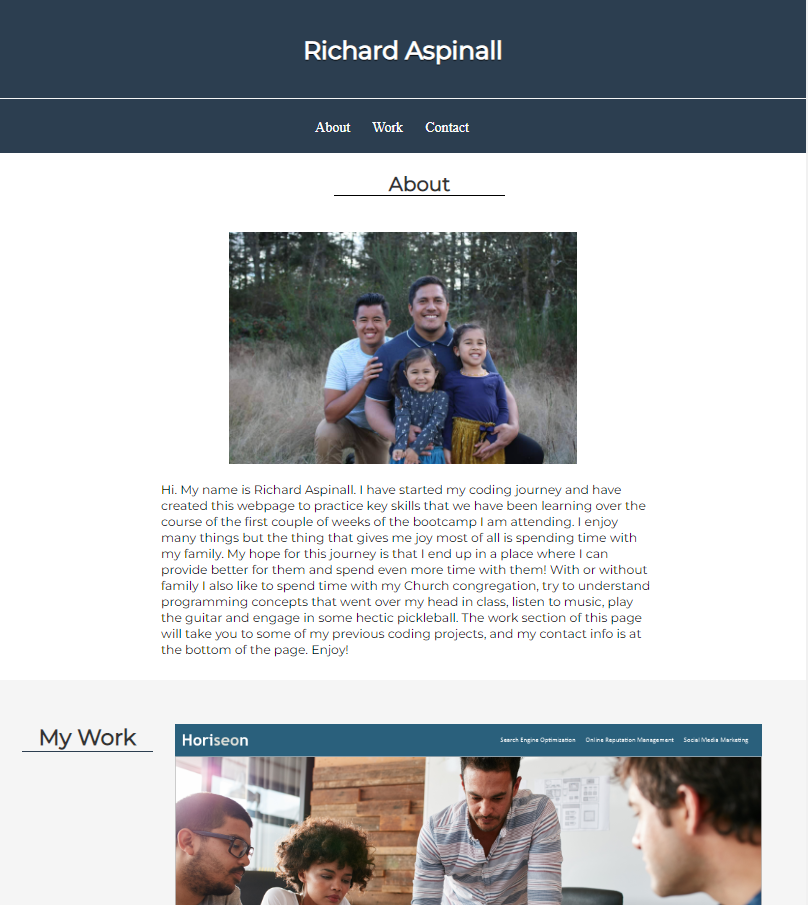 Richard Aspinall
About Work Contact
About
Hi. My name is Richard Aspinall. I have started my coding journey and have
created this webpage to practice key skills that we have been learning over the
course of the first couple of weeks of the bootcamp I am attending. I enjoy
many things but the thing that gives me joy most of all is spending time with
my family. My hope for this journey is that I end up in a place where I can
provide better for them and spend even more time with them! With or without
family I also like to spend time with my Church congregation, try to understand
programming concepts that went over my head in class, listen to music, play
the guitar and engage in some hectic pickleball. The work section of this page
will take you to some of my previous coding projects, and my contact info is at
the bottom of the page. Enjoy!
My Work
Horiseon
Search Engine Optimization Online Reputation Management Social Media Marketing